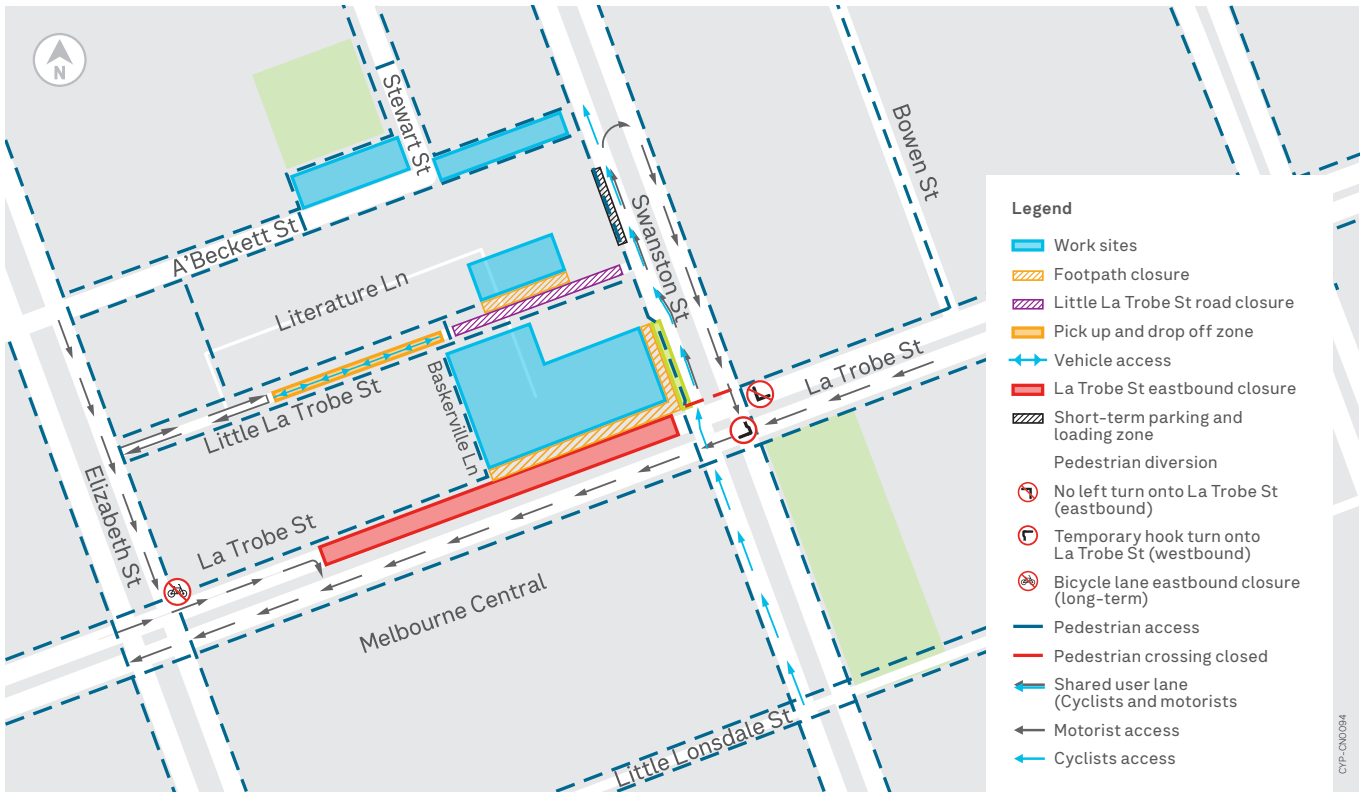 N
Stewart St
Bowen St
A'Beckett St
Swanston St
Literature Ln
Little La Trobe St
Baskerville Ln
La Trobe St
Elizabeth St
La Trobe St
Melbourne Central
Little Lonsdale St
Legend
Work sites
Footpath closure
Little La Trobe St road closure
Pick up and drop off zone
Vehicle access
La Trobe St eastbound closure
Short-term parking and
loading zone
Pedestrian diversion
No left turn onto La Trobe St
(eastbound)
Temporary hook turn onto
La Trobe St (westbound)
Bicycle lane eastbound closure
(long-term)
Pedestrian access
Pedestrian crossing closed
Shared user lane
(Cyclists and motorists
Motorist access
Cyclists access
CYP-CN0094